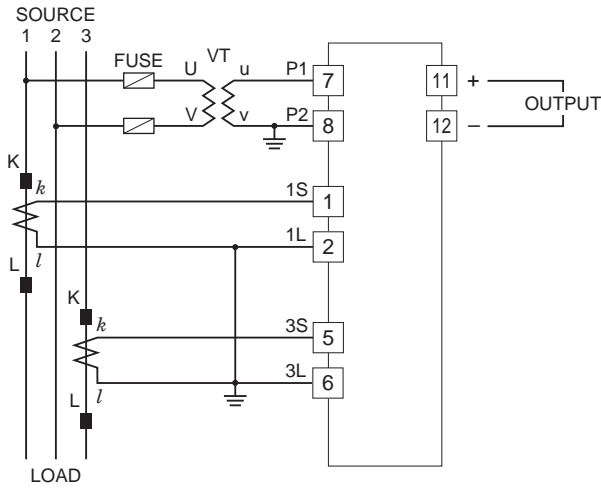 SOURCE
1 2 3
FUSE U VT u P1 7 11 +
OUTPUT
V v P2 8 12 −
K k 1S 1
L l 1L 2
K k 3S 5
L l 3L 6
LOAD